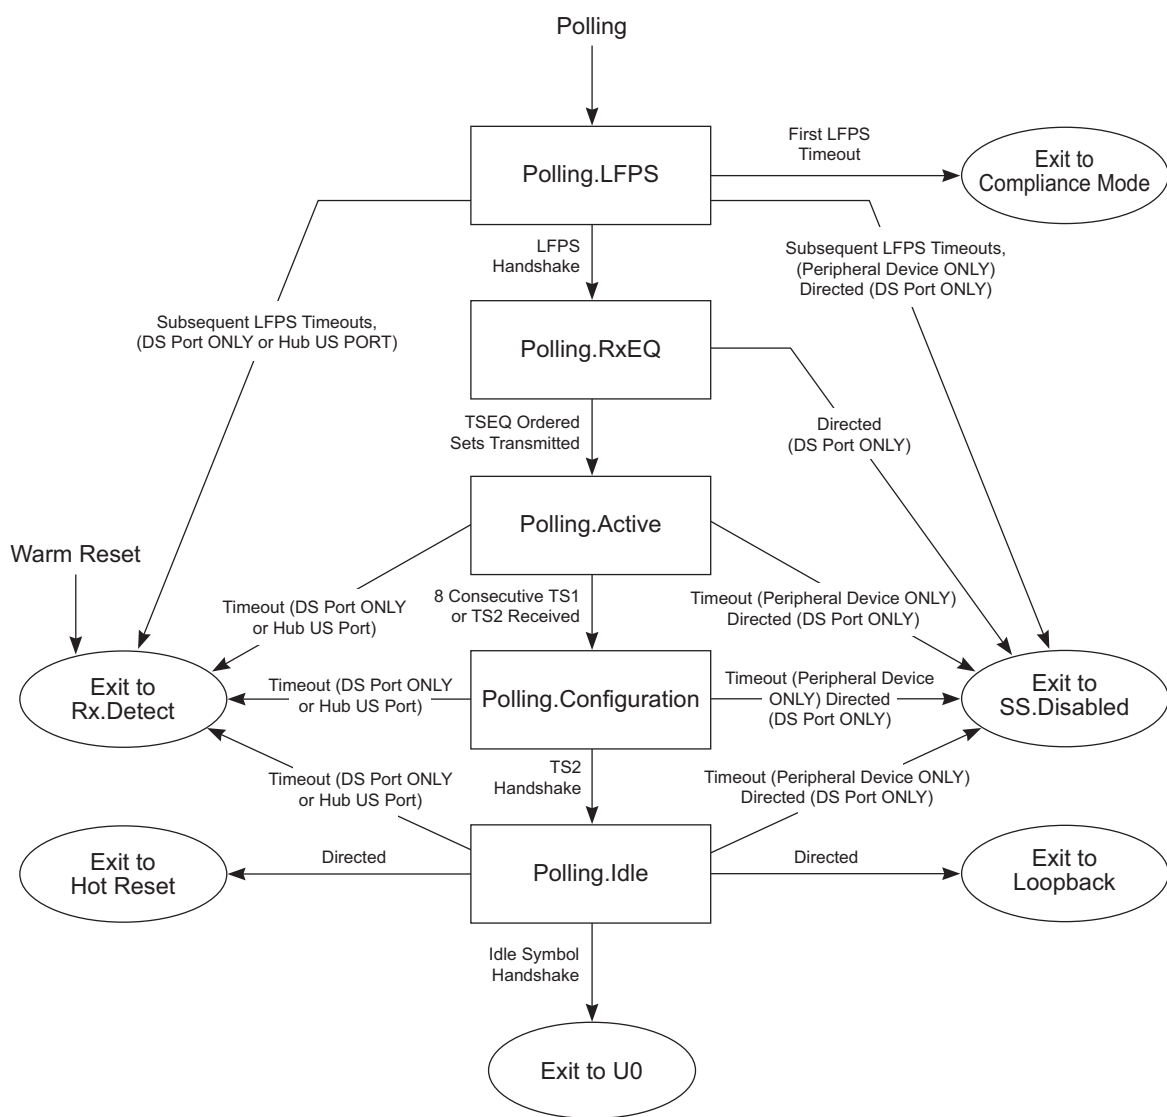 Polling
Polling.LFPS
First LFPS
Timeout
Exit to
Compliance Mode
LFPS
Handshake
Subsequent LFPS Timeouts,
(Peripheral Device ONLY)
Directed (DS Port ONLY)
Subsequent LFPS Timeouts,
(DS Port ONLY or Hub US PORT)
Polling.RxEQ
TSEQ Ordered
Sets Transmitted
Directed
(DS Port ONLY)
Polling.Active
Warm Reset
Timeout (DS Port ONLY
or Hub US Port)
8 Consecutive TS1
or TS2 Received
Timeout (Peripheral Device ONLY)
Directed (DS Port ONLY)
Exit to
Rx.Detect
Timeout (DS Port ONLY
or Hub US Port)
Polling.Configuration
Timeout (Peripheral Device
ONLY) Directed
(DS Port ONLY)
Exit to
SS.Disabled
Timeout (DS Port ONLY
or Hub US Port)
TS2
Handshake
Timeout (Peripheral Device ONLY)
Directed (DS Port ONLY)
Exit to
Hot Reset
Directed
Polling.Idle
Directed
Exit to
Loopback
Idle Symbol
Handshake
Exit to U0